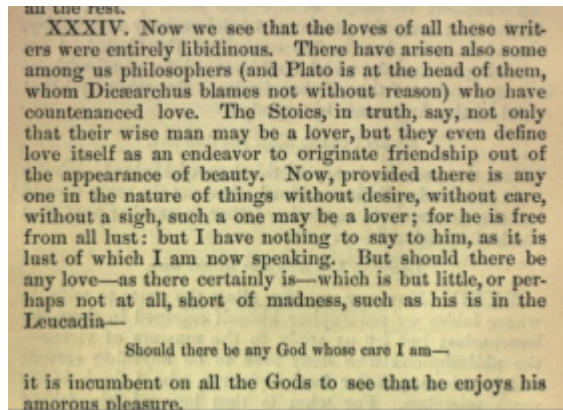 all the rest.
XXXIV. Now we see that the loves of all these writ-
ers were entirely libidinous. There have arisen also some
among us philosophers (and Plato is at the head of them,
whom Dicæarchus blames not without reason) who have
countenanced love. The Stoics, in truth, say, not only
that their wise man may be a lover, but they even define
love itself as an endeavor to originate friendship out of
the appearance of beauty. Now, provided there is any
one in the nature of things without desire, without care,
without a sigh, such a one may be a lover; for he is free
from all lust: but I have nothing to say to him, as it is
lust of which I am now speaking. But should there be
any love—as there certainly is—which is but little, or per-
haps not at all, short of madness, such as his is in the
Leucadia—
Should there be any God whose care I am—
it is incumbent on all the Gods to see that he enjoys his
amorous pleasure.